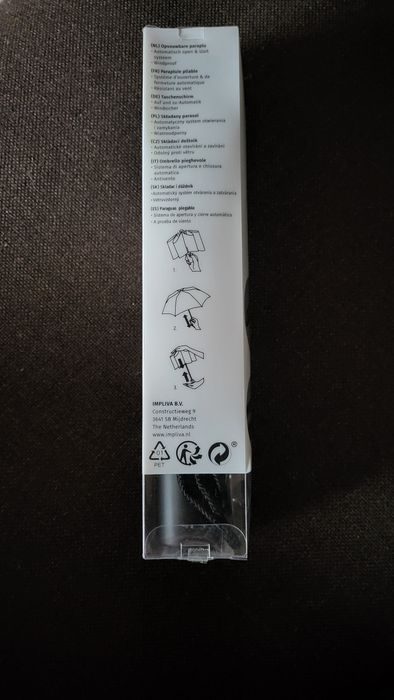 (NL) Opvouwbare paraplu
- Automatisch open & sluit
systeem
- Windproof
(FR) Parapluie pliable
- Système d'ouverture & de
fermeture automatique
- Résistant au vent
(DE) Taschenschirm
- Auf und zu Automatik
- Windsicher
(PL) Składany parasol
- Automatyczny system otwierania
i zamykania
- Wiatroodporny
(CZ) Skládací deštník
- Automatické otevírání a zavírání
- Odolný proti větru
(IT) Ombrello pieghevole
- Sistema di apertura e chiusura
automatica
- Antivento
(SK) Skladací dáždnik
- Automatický systém otvárania a zatvárania
- Vetruvzdorný
(ES) Paraguas plegable
- Sistema de apertura y cierre automático
- A prueba de viento
1.
2.
3.
IMPLIVA B.V.
Constructieweg 9
3641 SB Mijdrecht
The Netherlands
www.impliva.nl
01
PET
®